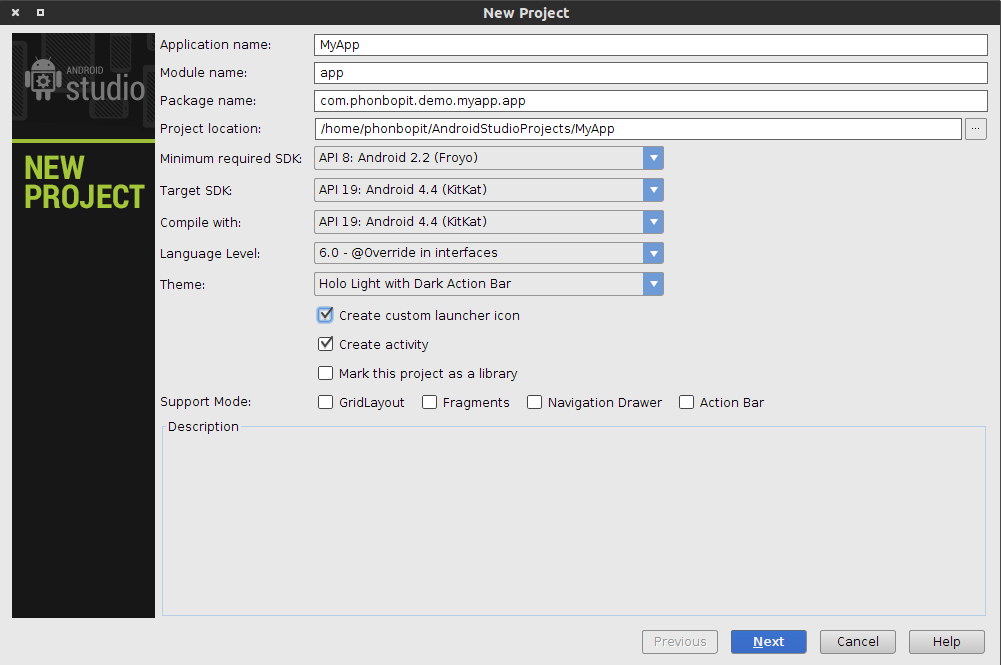 New Project
ANDROID
studio
NEW
PROJECT
Application name: MyApp
Module name: app
Package name: com.phonbopit.demo.myapp.app
Project location: /home/phonbopit/AndroidStudioProjects/MyApp ...
Minimum required SDK: API 8: Android 2.2 (Froyo)
Target SDK: API 19: Android 4.4 (KitKat)
Compile with: API 19: Android 4.4 (KitKat)
Language Level: 6.0 - @Override in interfaces
Theme: Holo Light with Dark Action Bar
Create custom launcher icon
Create activity
Mark this project as a library
Support Mode: GridLayout Fragments Navigation Drawer Action Bar
Description
Previous Next Cancel Help